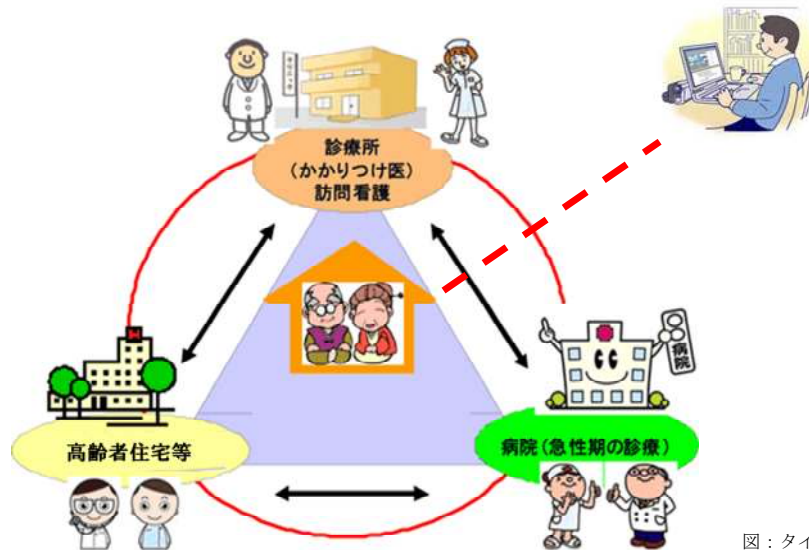 診療所
(かかりつけ医)
訪問看護
病院
高齢者住宅等
病院(急性期の診療)
図：タイ